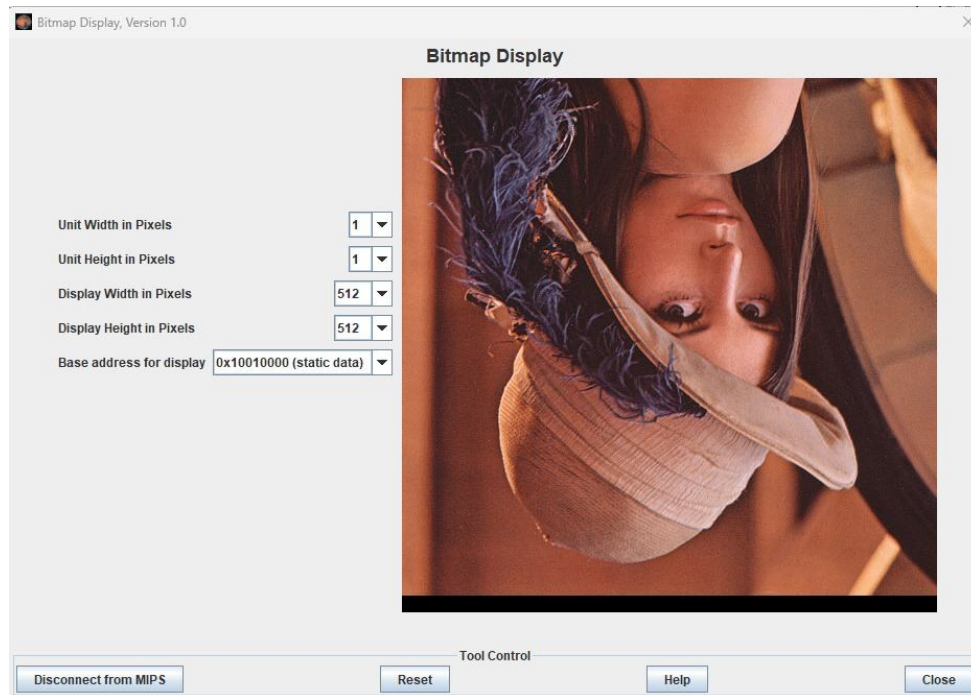 Bitmap Display, Version 1.0
Bitmap Display
Unit Width in Pixels 1
Unit Height in Pixels 1
Display Width in Pixels 512
Display Height in Pixels 512
Base address for display 0x10010000 (static data)
Tool Control
Disconnect from MIPS Reset Help Close